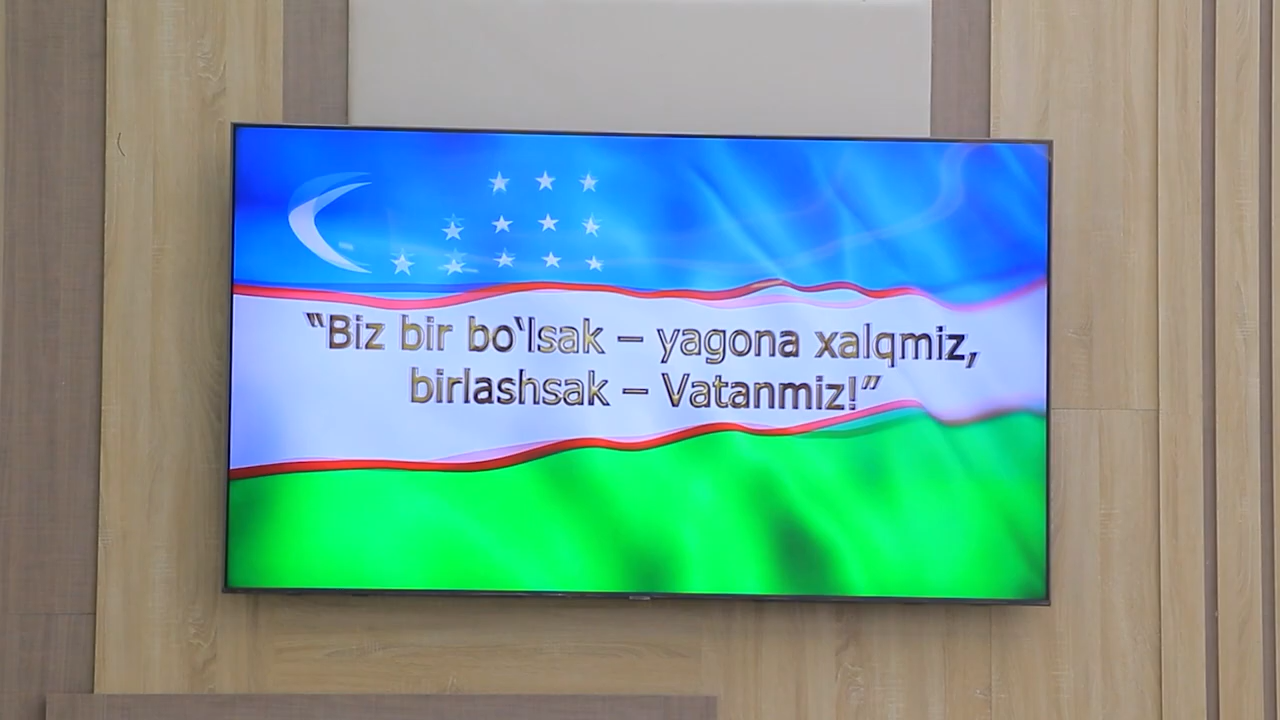 “Biz bir bo‘lsak – yagona xalqmiz,
birlashsak – Vatanmiz!”